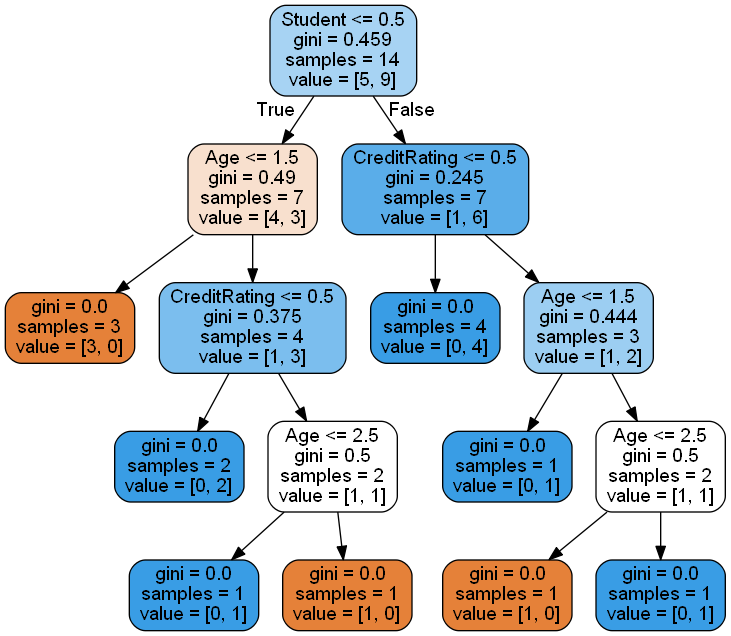 Student <= 0.5
gini = 0.459
samples = 14
value = [5, 9]
True
False
Age <= 1.5
gini = 0.49
samples = 7
value = [4, 3]
CreditRating <= 0.5
gini = 0.245
samples = 7
value = [1, 6]
gini = 0.0
samples = 3
value = [3, 0]
CreditRating <= 0.5
gini = 0.375
samples = 4
value = [1, 3]
gini = 0.0
samples = 4
value = [0, 4]
Age <= 1.5
gini = 0.444
samples = 3
value = [1, 2]
gini = 0.0
samples = 2
value = [0, 2]
Age <= 2.5
gini = 0.5
samples = 2
value = [1, 1]
gini = 0.0
samples = 1
value = [0, 1]
Age <= 2.5
gini = 0.5
samples = 2
value = [1, 1]
gini = 0.0
samples = 1
value = [0, 1]
gini = 0.0
samples = 1
value = [1, 0]
gini = 0.0
samples = 1
value = [1, 0]
gini = 0.0
samples = 1
value = [0, 1]